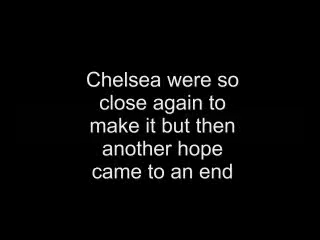 Chelsea were so
close again to
make it but then
another hope
came to an end